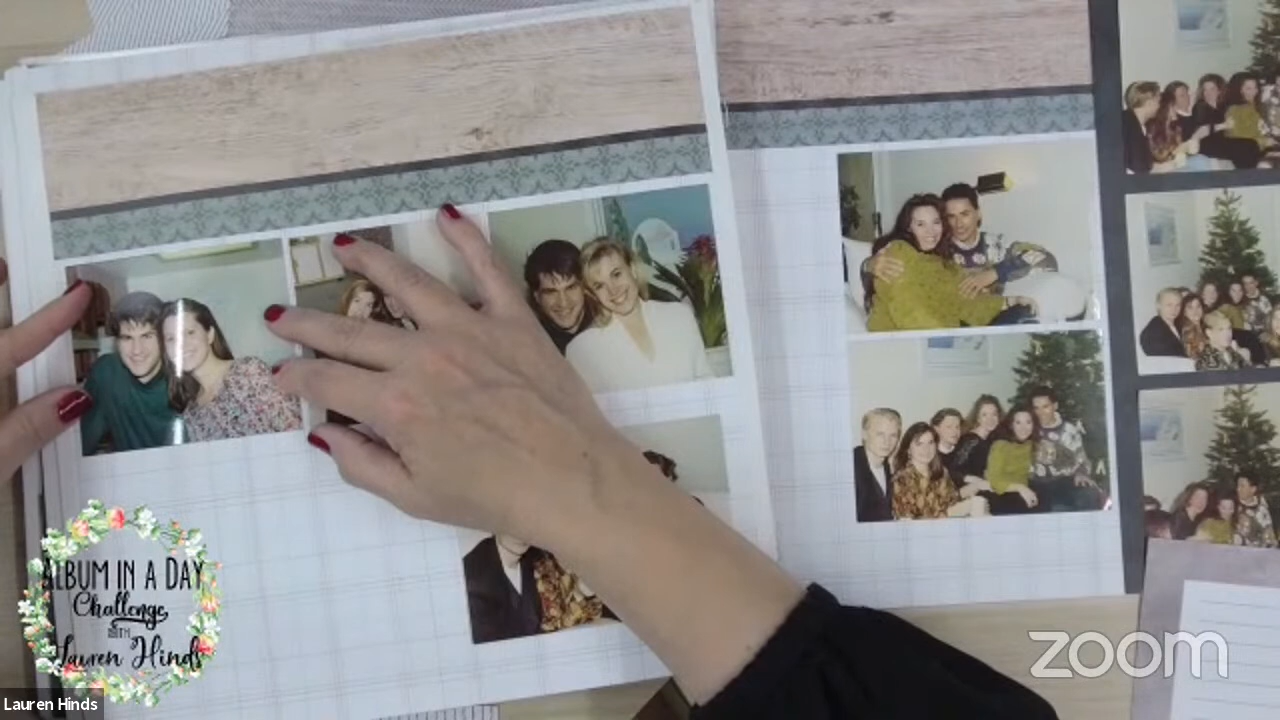 ALBUM IN A DAY
Challenge
WITH
Lauren Hinds
Lauren Hinds
zoom